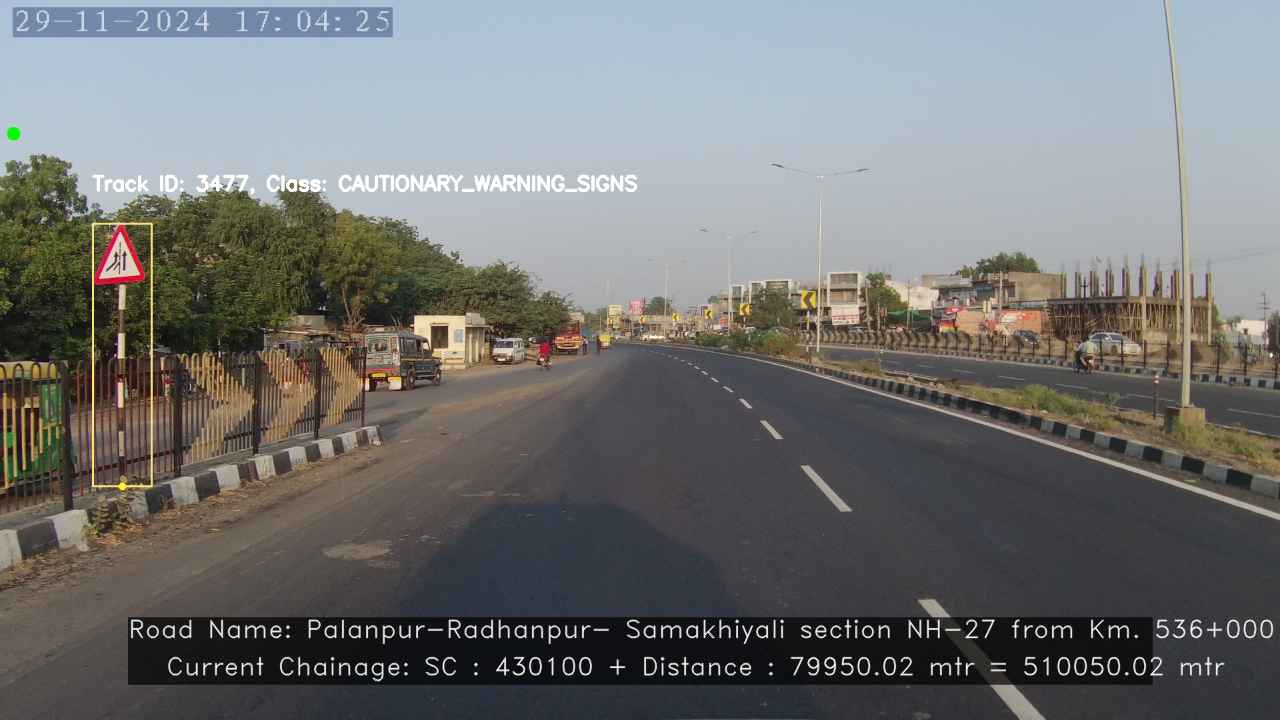 29-11-2024 17:04:25
Track ID: 3477, Class: CAUTIONARY_WARNING_SIGNS
Road Name: Palanpur-Radhanpur- Samakhiyali section NH-27 from Km. 536+000
Current Chainage: SC : 430100 + Distance : 79950.02 mtr = 510050.02 mtr